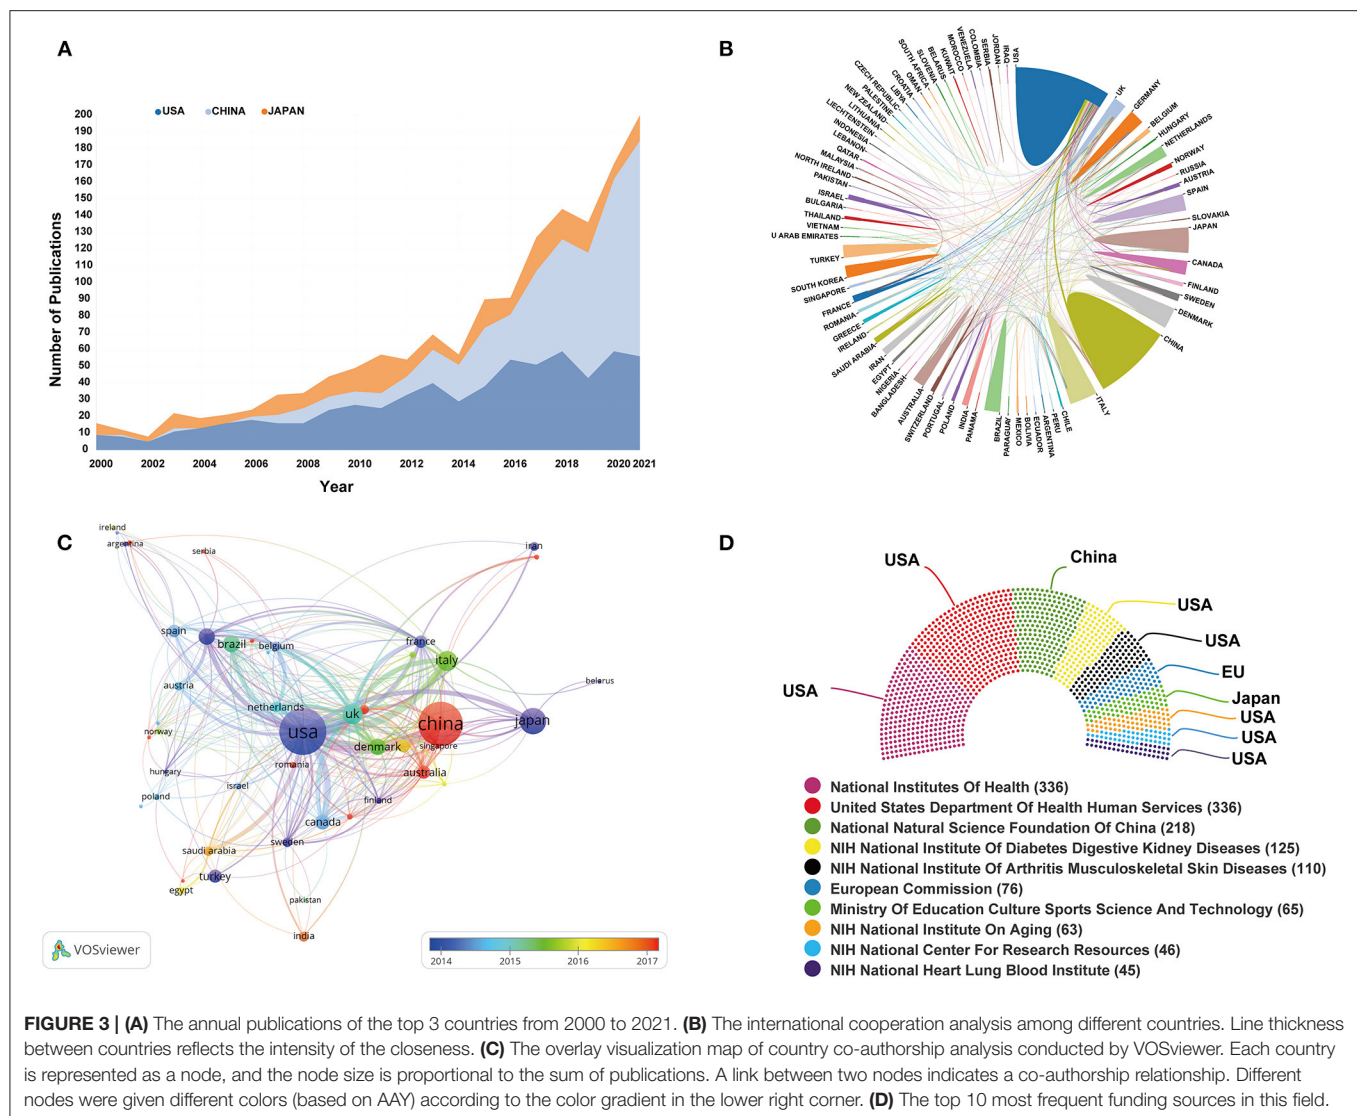 A
USA CHINA JAPAN
200
190
180
170
160
150
140
130
120
110
100
90
80
70
60
50
40
30
20
10
0
Number of Publications
2000 2002 2004 2006 2008 2010 2012 2014 2016 2018 2020 2021
Year
B
USA
UK
GERMANY
BELGIUM
HUNGARY
NETHERLANDS
NORWAY
RUSSIA
AUSTRIA
SPAIN
SLOVAKIA
JAPAN
CANADA
FINLAND
SWEDEN
DENMARK
CHINA
ITALY
CHILE
PERU
ARGENTINA
ECUADOR
BOLIVIA
MEXICO
PARAGUAY
BRAZIL
PANAMA
INDIA
POLAND
PORTUGAL
SWITZERLAND
AUSTRALIA
BANGLADESH
NIGERIA
EGYPT
IRAN
SAUDI ARABIA
IRELAND
GREECE
ROMANIA
FRANCE
SINGAPORE
SOUTH KOREA
TURKEY
U ARAB EMIRATES
VIETNAM
THAILAND
BULGARIA
ISRAEL
PAKISTAN
NORTH IRELAND
MALAYSIA
QATAR
LEBANON
INDONESIA
LIECHTENSTEIN
LITHUANIA
NEW ZEALAND
PALESTINE
CZECH REPUBLIC
LIBYA
CROATIA
OMAN
SOUTH AFRICA
SLOVENIA
BELARUS
KUWAIT
MOROCCO
VENEZUELA
COLOMBIA
SERBIA
JORDAN
IRAQ
C
ireland
argentina
serbia
iran
spain
brazil
belgium
france
italy
austria
belarus
netherlands
uk
usa
china
japan
norway
denmark
singapore
romania
hungary
australia
israel
poland
finland
canada
sweden
saudi arabia
turkey
egypt
pakistan
india
VOSviewer
2014 2015 2016 2017
D
USA
China
USA
USA
EU
USA
Japan
USA
USA
USA
National Institutes Of Health (336)
United States Department Of Health Human Services (336)
National Natural Science Foundation Of China (218)
NIH National Institute Of Diabetes Digestive Kidney Diseases (125)
NIH National Institute Of Arthritis Musculoskeletal Skin Diseases (110)
European Commission (76)
Ministry Of Education Culture Sports Science And Technology (65)
NIH National Institute On Aging (63)
NIH National Center For Research Resources (46)
NIH National Heart Lung Blood Institute (45)
FIGURE 3 | (A) The annual publications of the top 3 countries from 2000 to 2021. (B) The international cooperation analysis among different countries. Line thickness
between countries reflects the intensity of the closeness. (C) The overlay visualization map of country co-authorship analysis conducted by VOSviewer. Each country
is represented as a node, and the node size is proportional to the sum of publications. A link between two nodes indicates a co-authorship relationship. Different
nodes were given different colors (based on AAY) according to the color gradient in the lower right corner. (D) The top 10 most frequent funding sources in this field.